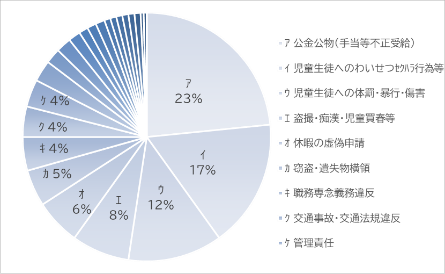 ア
23%
イ
17%
ウ
12%
エ
8%
オ
6%
カ 5%
キ 4%
ク 4%
ケ 4%
ア 公金公物(手当等不正受給)
イ 児童生徒へのわいせつセクハラ行為等
ウ 児童生徒への体罰・暴行・傷害
エ 盗撮・痴漢・児童買春等
オ 休暇の虚偽申請
カ 窃盗・遺失物横領
キ 職務専念義務違反
ク 交通事故・交通法規違反
ケ 管理責任